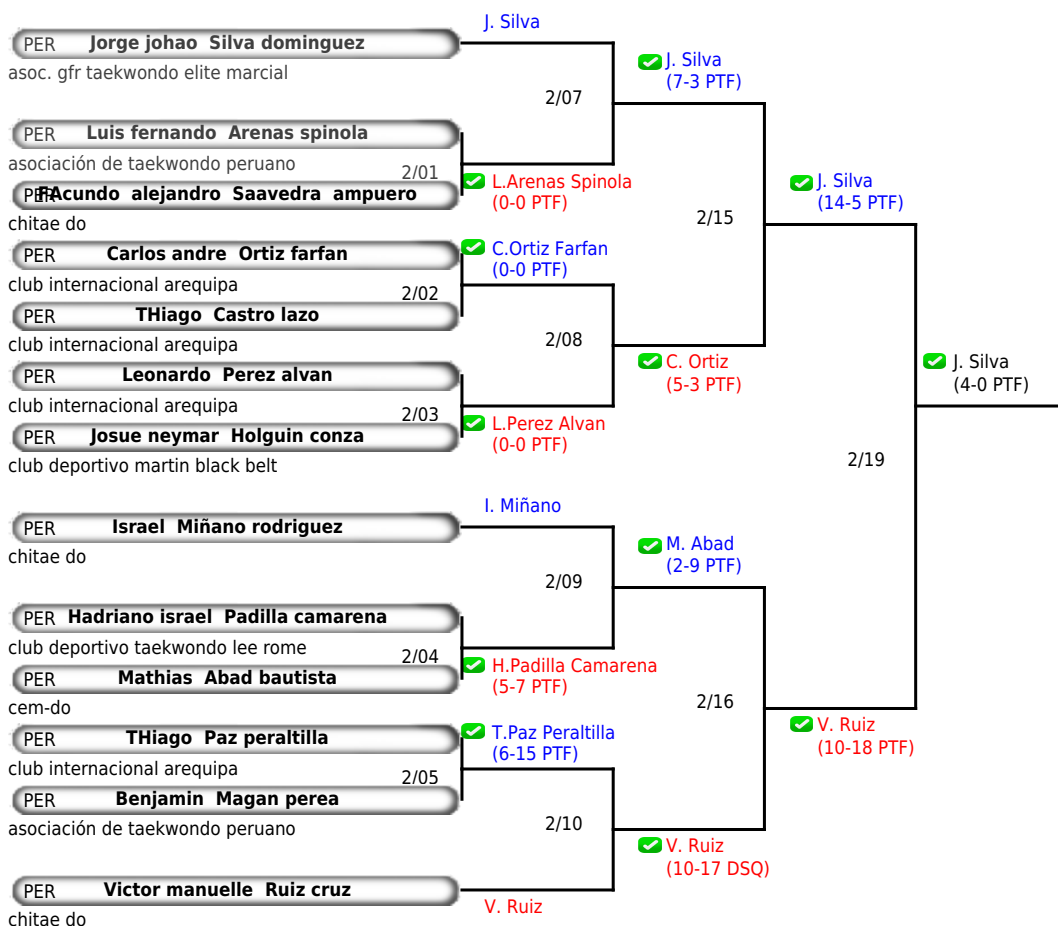 J. Silva
PER Jorge johao Silva dominguez
asoc. gfr taekwondo elite marcial
J. Silva
(7-3 PTF)
2/07
PER Luis fernando Arenas spinola
asociación de taekwondo peruano
2/01
L.Arenas Spinola
(0-0 PTF)
PER FAcundo alejandro Saavedra ampuero
chitae do
J. Silva
(14-5 PTF)
2/15
PER Carlos andre Ortiz farfan
club internacional arequipa
C.Ortiz Farfan
(0-0 PTF)
2/02
PER THiago Castro lazo
club internacional arequipa
2/08
C. Ortiz
(5-3 PTF)
PER Leonardo Perez alvan
club internacional arequipa
2/03
L.Perez Alvan
(0-0 PTF)
PER Josue neymar Holguin conza
club deportivo martin black belt
J. Silva
(4-0 PTF)
2/19
I. Miñano
PER Israel Miñano rodriguez
chitae do
M. Abad
(2-9 PTF)
2/09
PER Hadriano israel Padilla camarena
club deportivo taekwondo lee rome
2/04
H.Padilla Camarena
(5-7 PTF)
PER Mathias Abad bautista
cem-do
2/16
V. Ruiz
(10-18 PTF)
PER THiago Paz peraltilla
club internacional arequipa
T.Paz Peraltilla
(6-15 PTF)
2/05
PER Benjamin Magan perea
asociación de taekwondo peruano
2/10
V. Ruiz
(10-17 DSQ)
PER Victor manuelle Ruiz cruz
chitae do
V. Ruiz